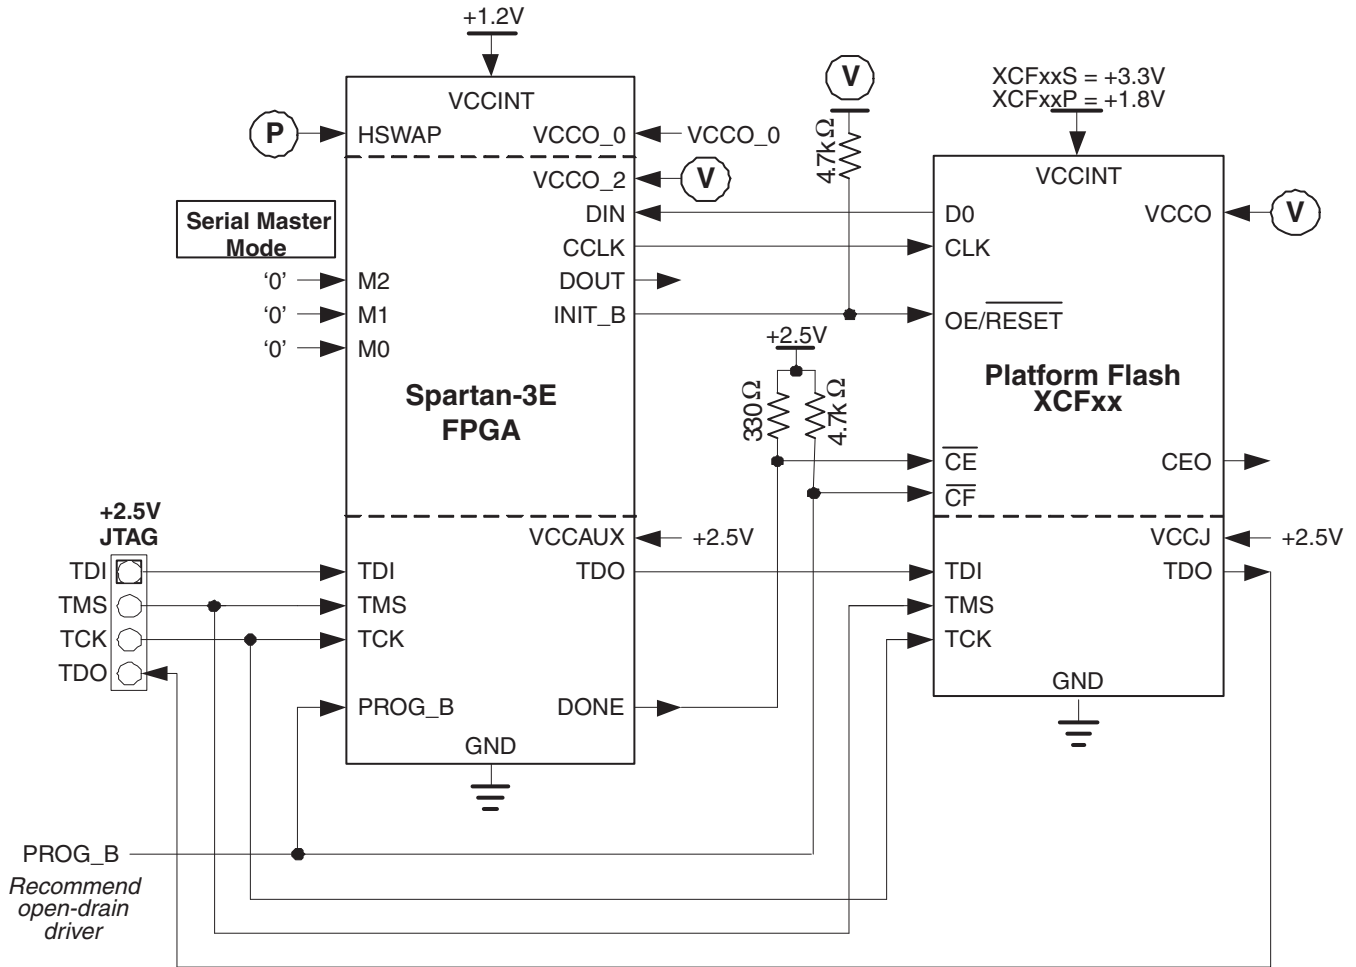 +1.2V
VCCINT
P
HSWAP
VCCO_0
VCCO_0
VCCO_2
V
Serial Master
Mode
DIN
CCLK
DOUT
INIT_B
'0'
M2
'0'
M1
'0'
M0
Spartan-3E
FPGA
V
4.7kΩ
+2.5V
330Ω
4.7kΩ
XCFxxS = +3.3V
XCFxxP = +1.8V
VCCINT
D0
VCCO
V
CLK
OE/RESET
Platform Flash
XCFxx
CE
CEO
CF
+2.5V
JTAG
TDI
TMS
TCK
TDO
VCCAUX
+2.5V
TDI
TDO
TMS
TCK
PROG_B
DONE
GND
VCCJ
+2.5V
TDI
TDO
TMS
TCK
GND
PROG_B
Recommend
open-drain
driver